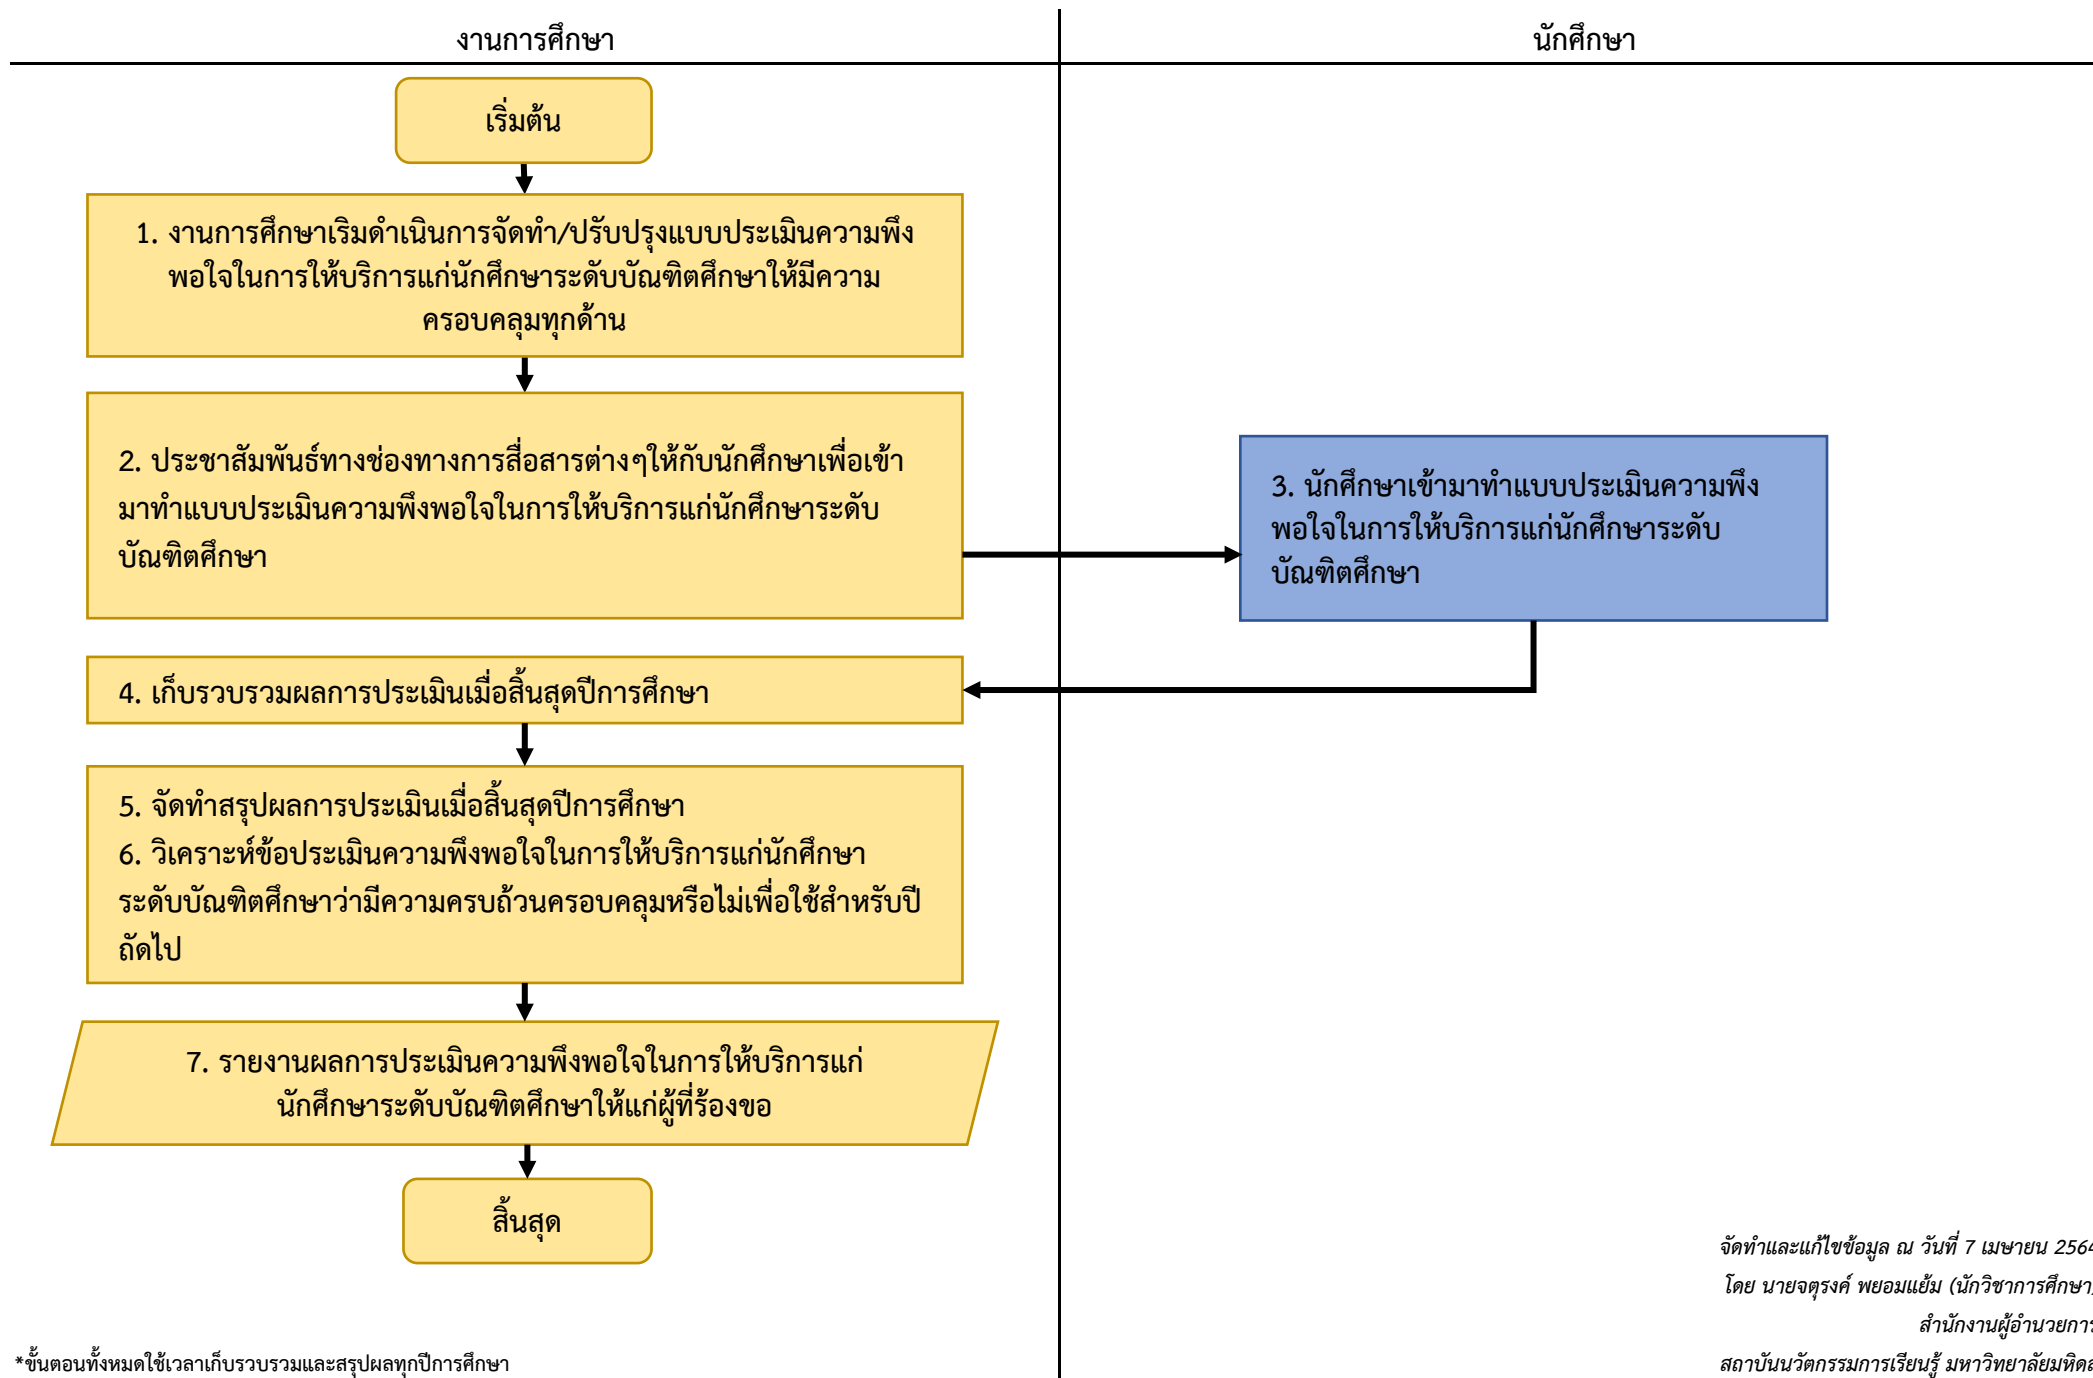 งานการศึกษา
นักศึกษา
เริ่มต้น
1. งานการศึกษาเริ่มดำเนินการจัดทำ/ปรับปรุงแบบประเมินความพึง
พอใจในการให้บริการแก่นักศึกษาระดับบัณฑิตศึกษาให้มีความ
ครอบคลุมทุกด้าน
2. ประชาสัมพันธ์ทางช่องทางการสื่อสารต่างๆให้กับนักศึกษาเพื่อเข้า
มาทำแบบประเมินความพึงพอใจในการให้บริการแก่นักศึกษาระดับ
บัณฑิตศึกษา
3. นักศึกษาเข้ามาทำแบบประเมินความพึง
พอใจในการให้บริการแก่นักศึกษาระดับ
บัณฑิตศึกษา
4. เก็บรวบรวมผลการประเมินเมื่อสิ้นสุดปีการศึกษา
5. จัดทำสรุปผลการประเมินเมื่อสิ้นสุดปีการศึกษา
6. วิเคราะห์ข้อประเมินความพึงพอใจในการให้บริการแก่นักศึกษา
ระดับบัณฑิตศึกษาว่ามีความครบถ้วนครอบคลุมหรือไม่เพื่อใช้สำหรับปี
ถัดไป
7. รายงานผลการประเมินความพึงพอใจในการให้บริการแก่
นักศึกษาระดับบัณฑิตศึกษาให้แก่ผู้ที่ร้องขอ
สิ้นสุด
จัดทำและแก้ไขข้อมูล ณ วันที่ 7 เมษายน 2564
โดย นายจตุรงค์ พยอมแย้ม (นักวิชาการศึกษา)
สำนักงานผู้อำนวยการ
สถาบันนวัตกรรมการเรียนรู้ มหาวิทยาลัยมหิดล
*ขั้นตอนทั้งหมดใช้เวลาเก็บรวบรวมและสรุปผลทุกปีการศึกษา